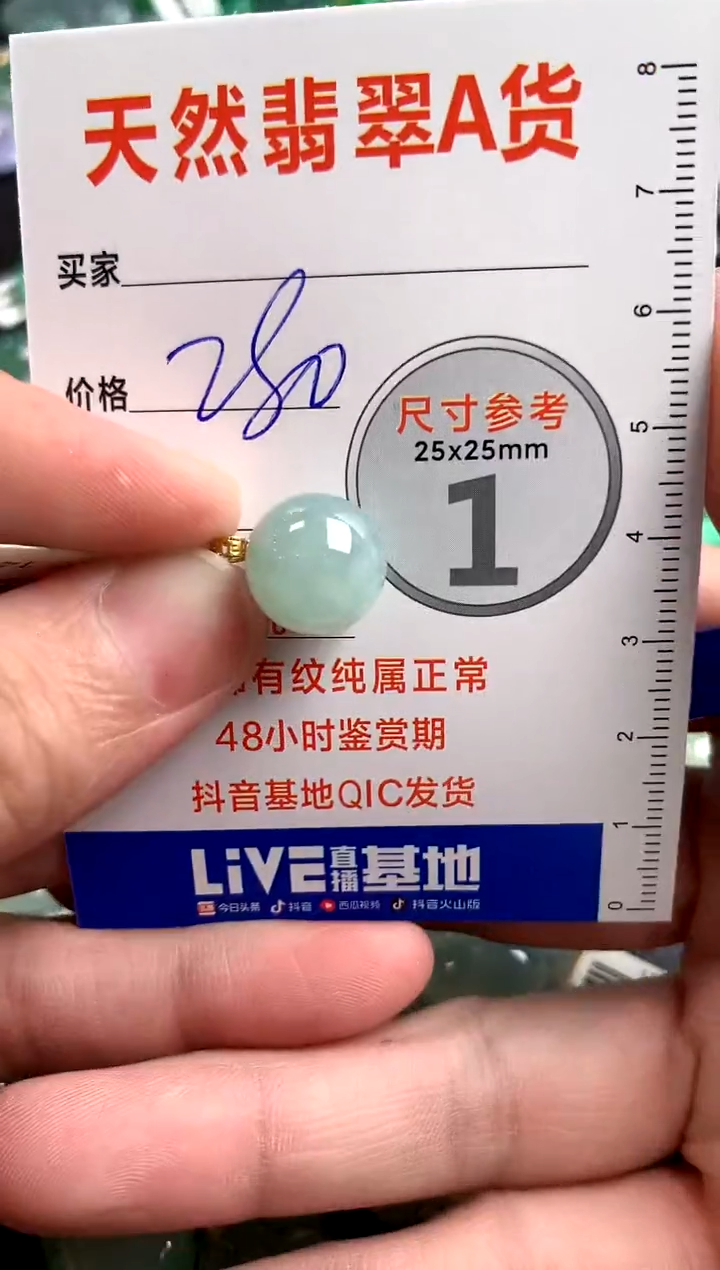 天然翡翠A货
买家
价格 280
尺寸参考
25x25mm
1
有纹纯属正常
48小时鉴赏期
抖音基地QIC发货
LiVE直播基地
今日头条 抖音 西瓜视频 抖音火山版
8
7
6
5
4
3
2
1
0